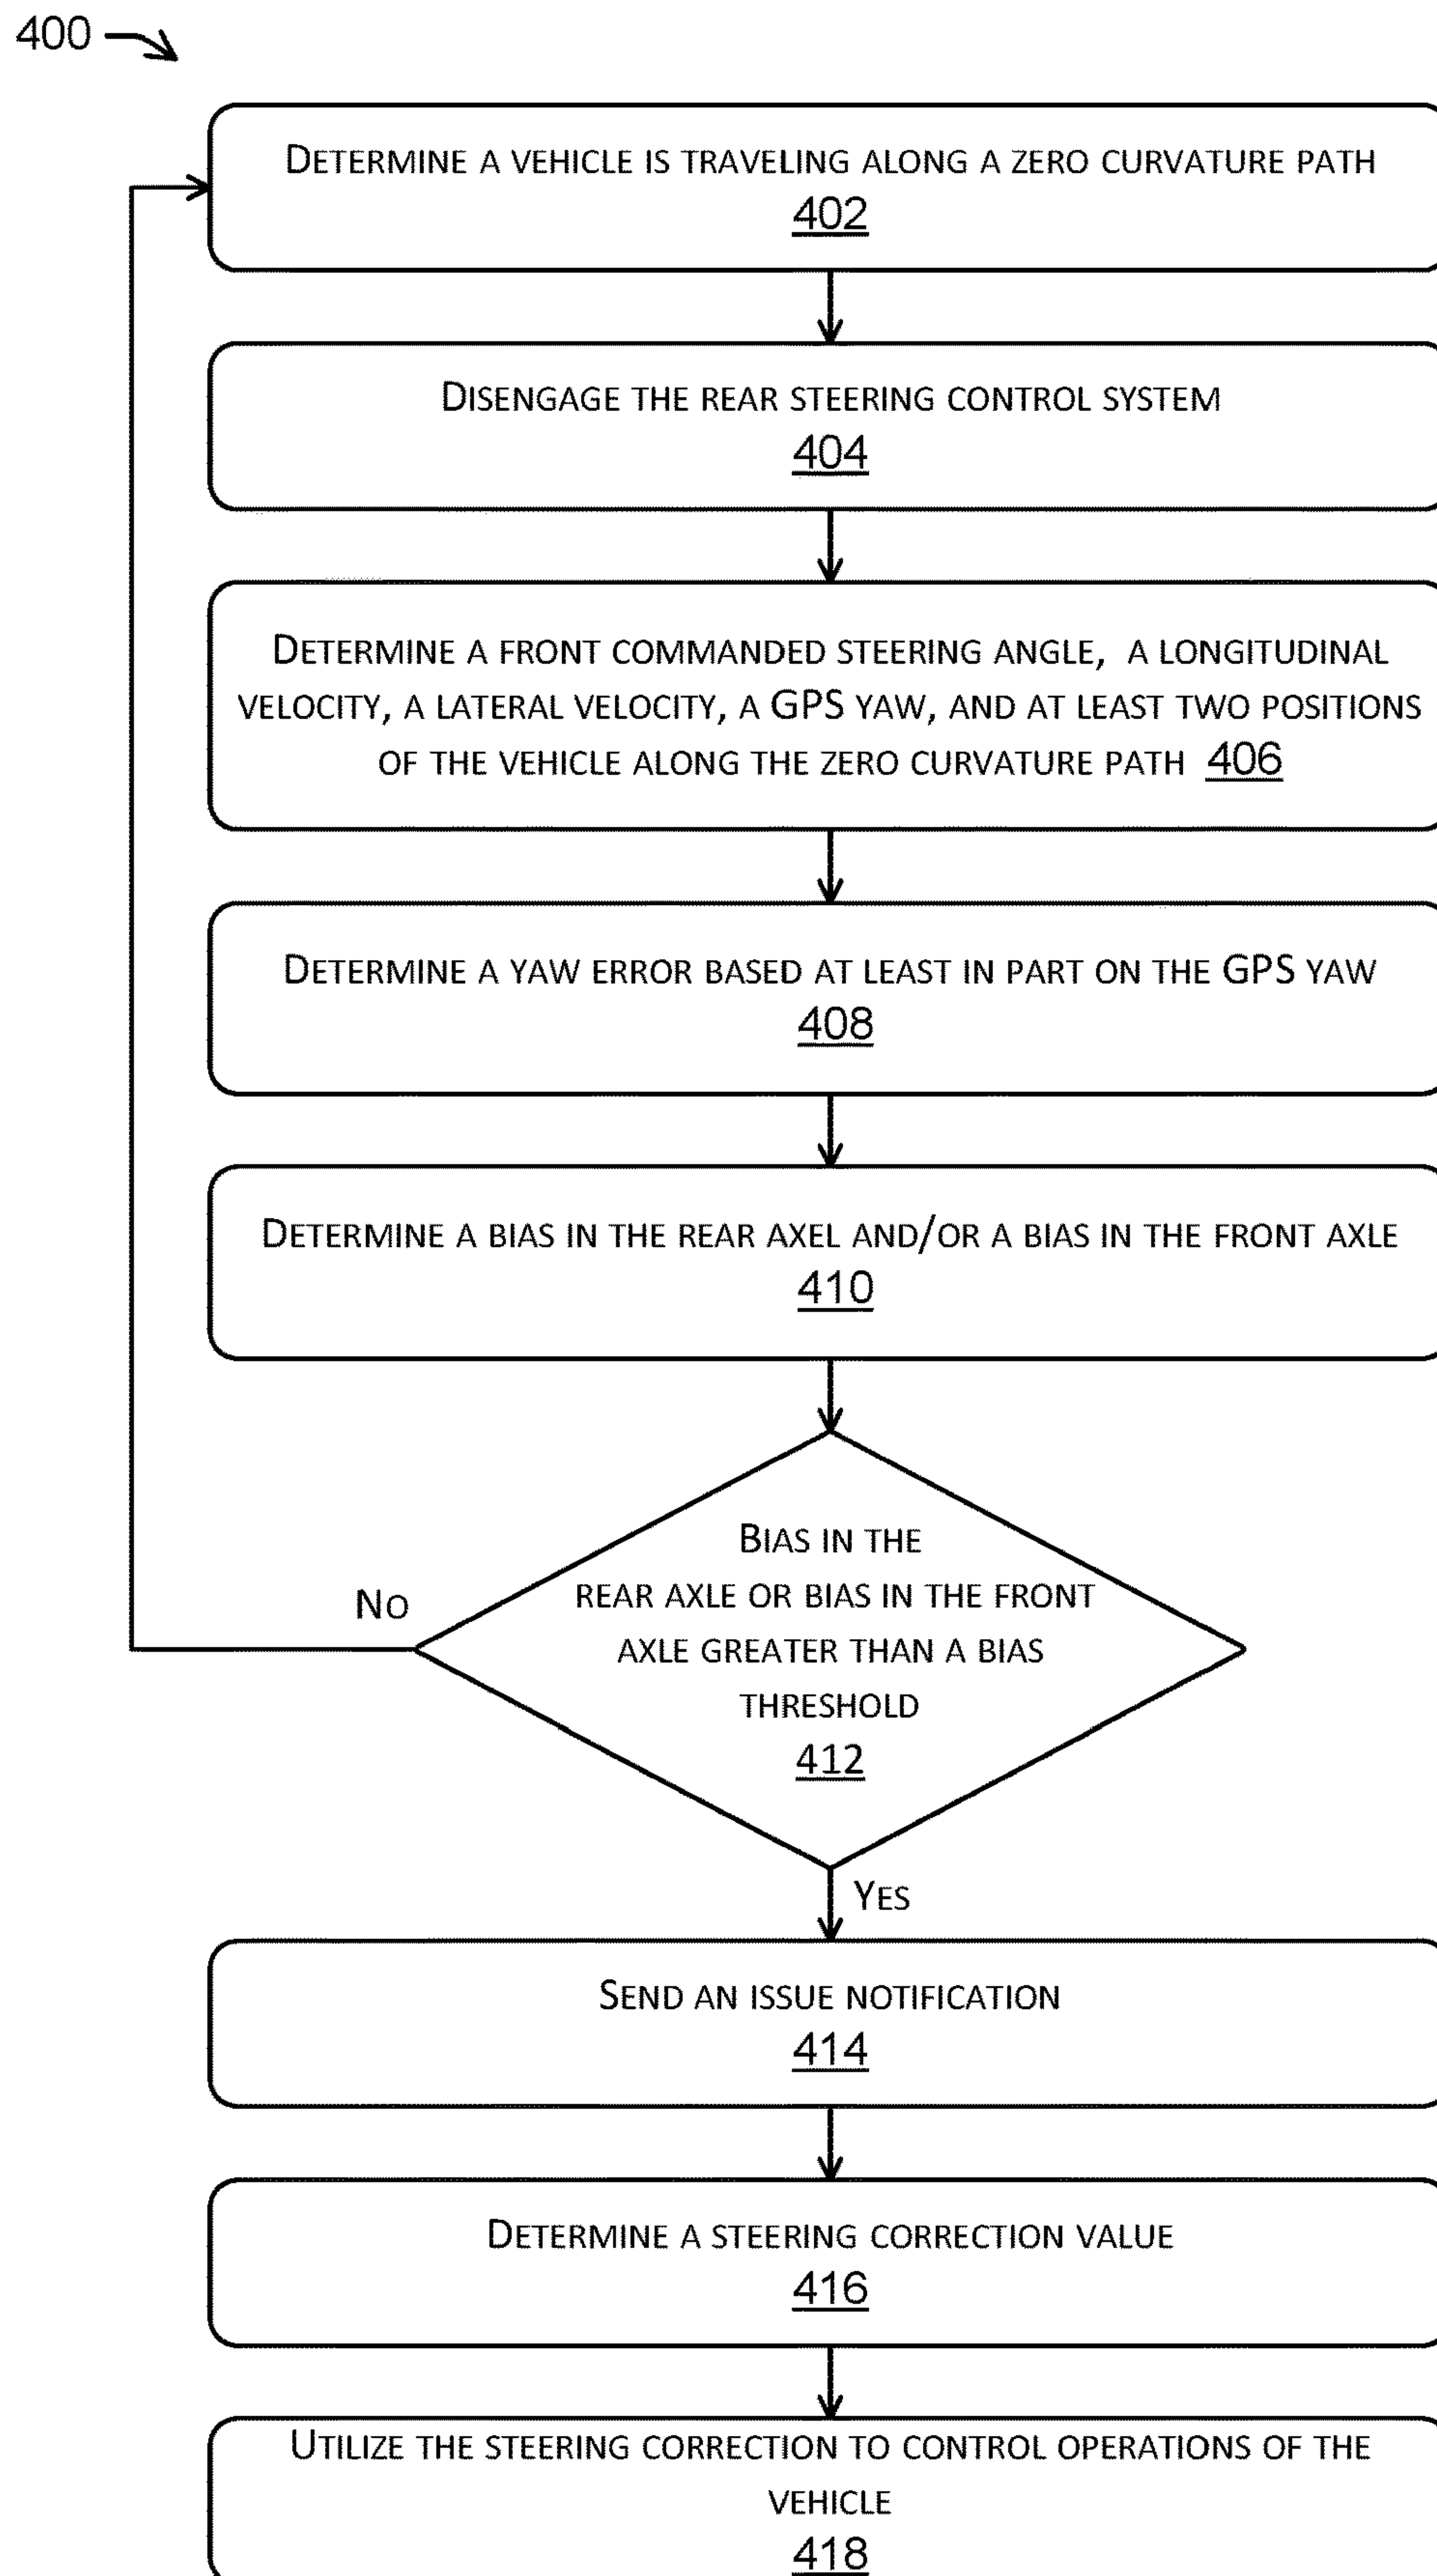 400
DETERMINE A VEHICLE IS TRAVELING ALONG A ZERO CURVATURE PATH
402
DISENGAGE THE REAR STEERING CONTROL SYSTEM
404
DETERMINE A FRONT COMMANDED STEERING ANGLE, A LONGITUDINAL
VELOCITY, A LATERAL VELOCITY, A GPS YAW, AND AT LEAST TWO POSITIONS
OF THE VEHICLE ALONG THE ZERO CURVATURE PATH 406
DETERMINE A YAW ERROR BASED AT LEAST IN PART ON THE GPS YAW
408
DETERMINE A BIAS IN THE REAR AXEL AND/OR A BIAS IN THE FRONT AXLE
410
BIAS IN THE
REAR AXLE OR BIAS IN THE FRONT
AXLE GREATER THAN A BIAS
THRESHOLD
412
NO
YES
SEND AN ISSUE NOTIFICATION
414
DETERMINE A STEERING CORRECTION VALUE
416
UTILIZE THE STEERING CORRECTION TO CONTROL OPERATIONS OF THE
VEHICLE
418